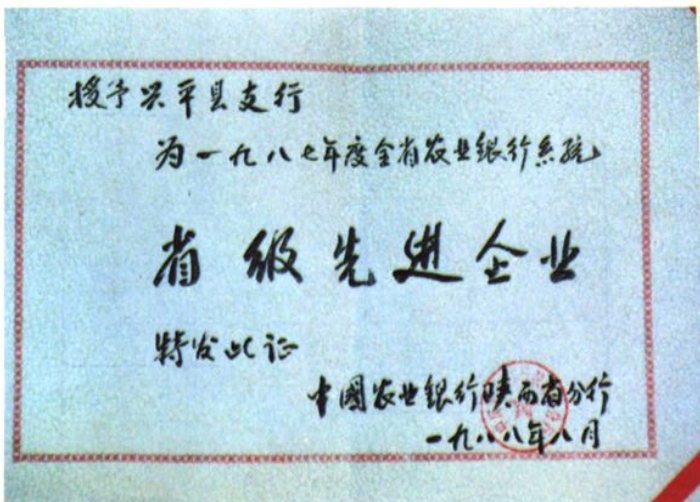 授予兴平县支行
为一九八七年度全省农业银行系统
省级先进企业
特发此证
中國农业银行陕西省分行
一九八八年八月